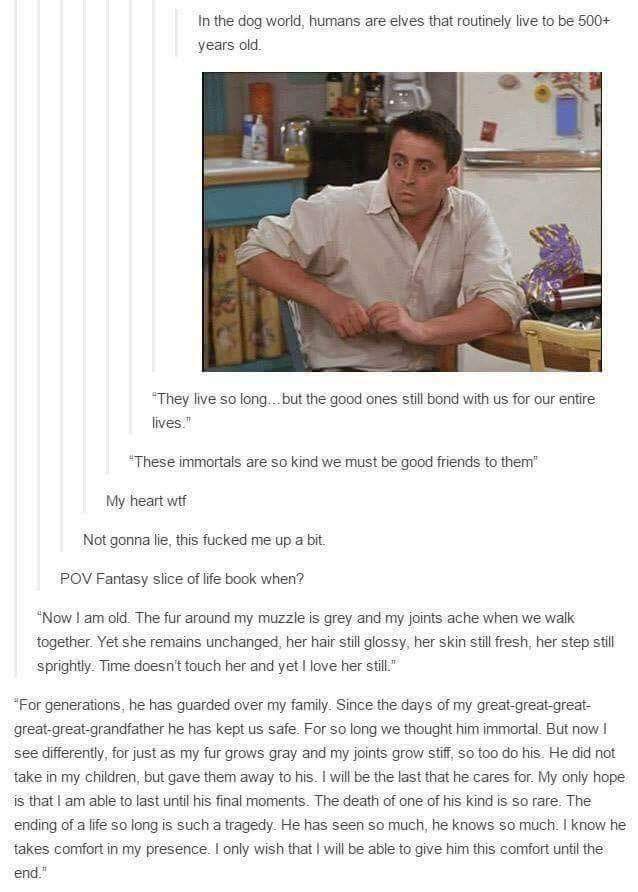 In the dog world, humans are elves that routinely live to be 500+
years old.
“They live so long…but the good ones still bond with us for our entire
lives.”
“These immortals are so kind we must be good friends to them”
My heart wtf
Not gonna lie, this fucked me up a bit.
POV Fantasy slice of life book when?
“Now I am old. The fur around my muzzle is grey and my joints ache when we walk
together. Yet she remains unchanged, her hair still glossy, her skin still fresh, her step still
sprightly. Time doesn’t touch her and yet I love her still.”
“For generations, he has guarded over my family. Since the days of my great-great-great-
great-great-grandfather he has kept us safe. For so long we thought him immortal. But now I
see differently, for just as my fur grows gray and my joints grow stiff, so too do his. He did not
take in my children, but gave them away to his. I will be the last that he cares for. My only hope
is that I am able to last until his final moments. The death of one of his kind is so rare. The
ending of a life so long is such a tragedy. He has seen so much, he knows so much. I know he
takes comfort in my presence. I only wish that I will be able to give him this comfort until the
end.”